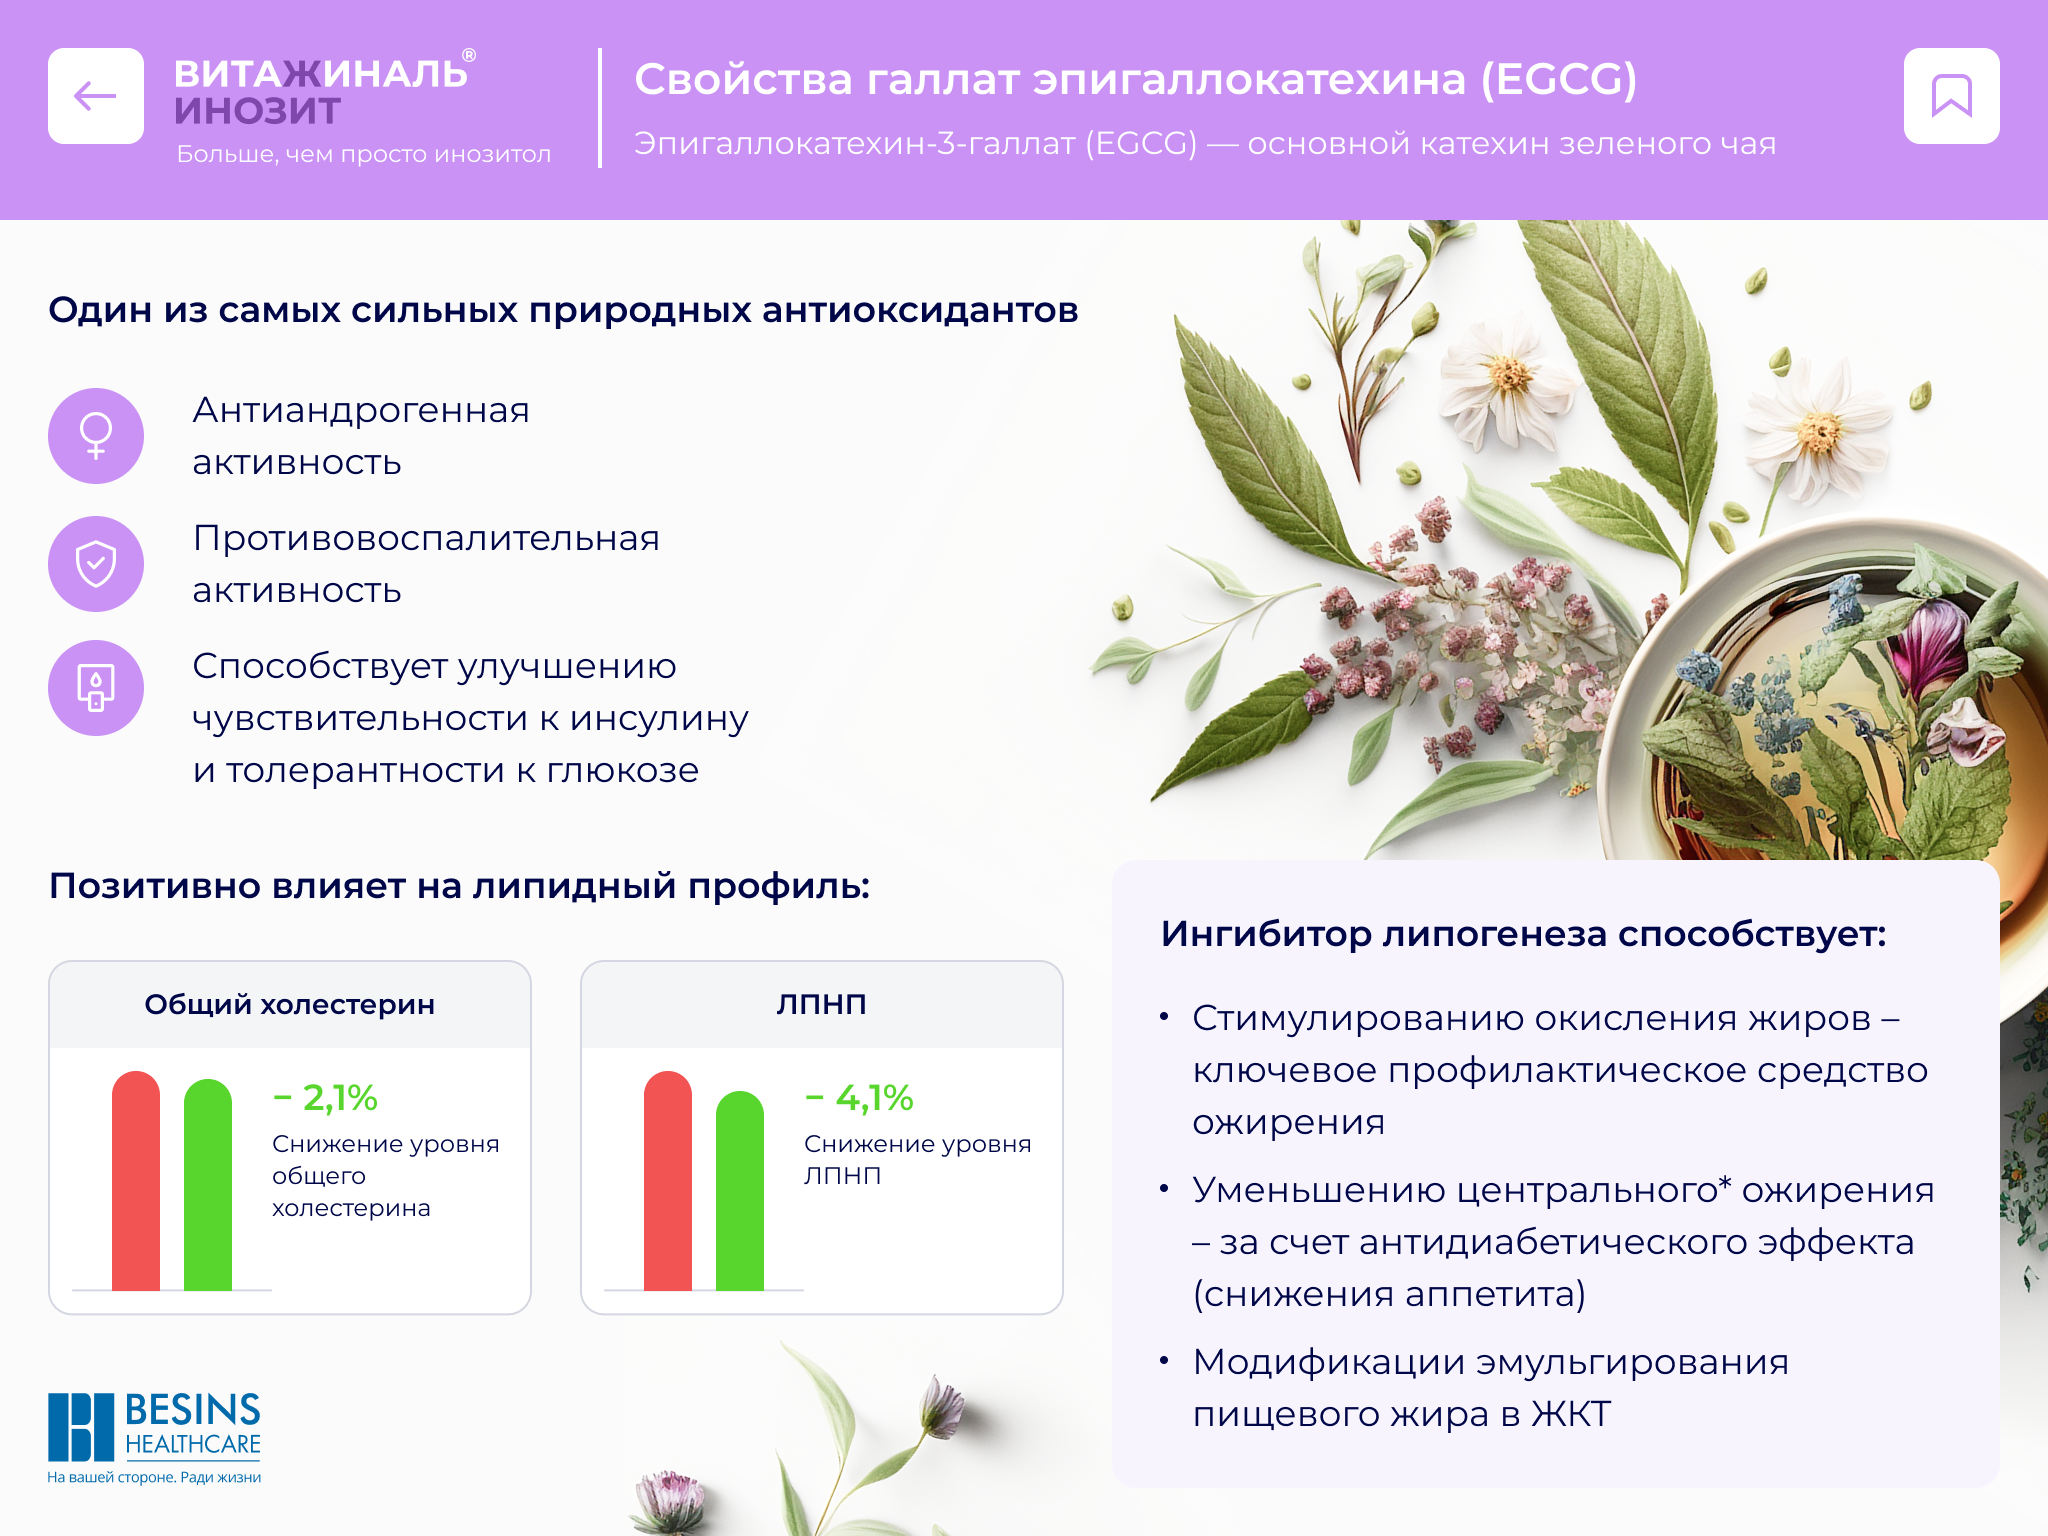 ВИТАЖИНАЛЬ®
ИНОЗИТ
Больше, чем просто инозитол
Свойства галлат эпигаллокатехина (EGCG)
Эпигаллокатехин-3-галлат (EGCG) — основной катехин зеленого чая
Один из самых сильных природных антиоксидантов
Антиандрогенная
активность
Противовоспалительная
активность
Способствует улучшению
чувствительности к инсулину
и толерантности к глюкозе
Позитивно влияет на липидный профиль:
Общий холестерин
− 2,1%
Снижение уровня
общего
холестерина
ЛПНП
− 4,1%
Снижение уровня
ЛПНП
Ингибитор липогенеза способствует:
• Стимулированию окисления жиров –
ключевое профилактическое средство
ожирения
• Уменьшению центрального* ожирения
– за счет антидиабетического эффекта
(снижения аппетита)
• Модификации эмульгирования
пищевого жира в ЖКТ
BESINS
HEALTHCARE
На вашей стороне. Ради жизни